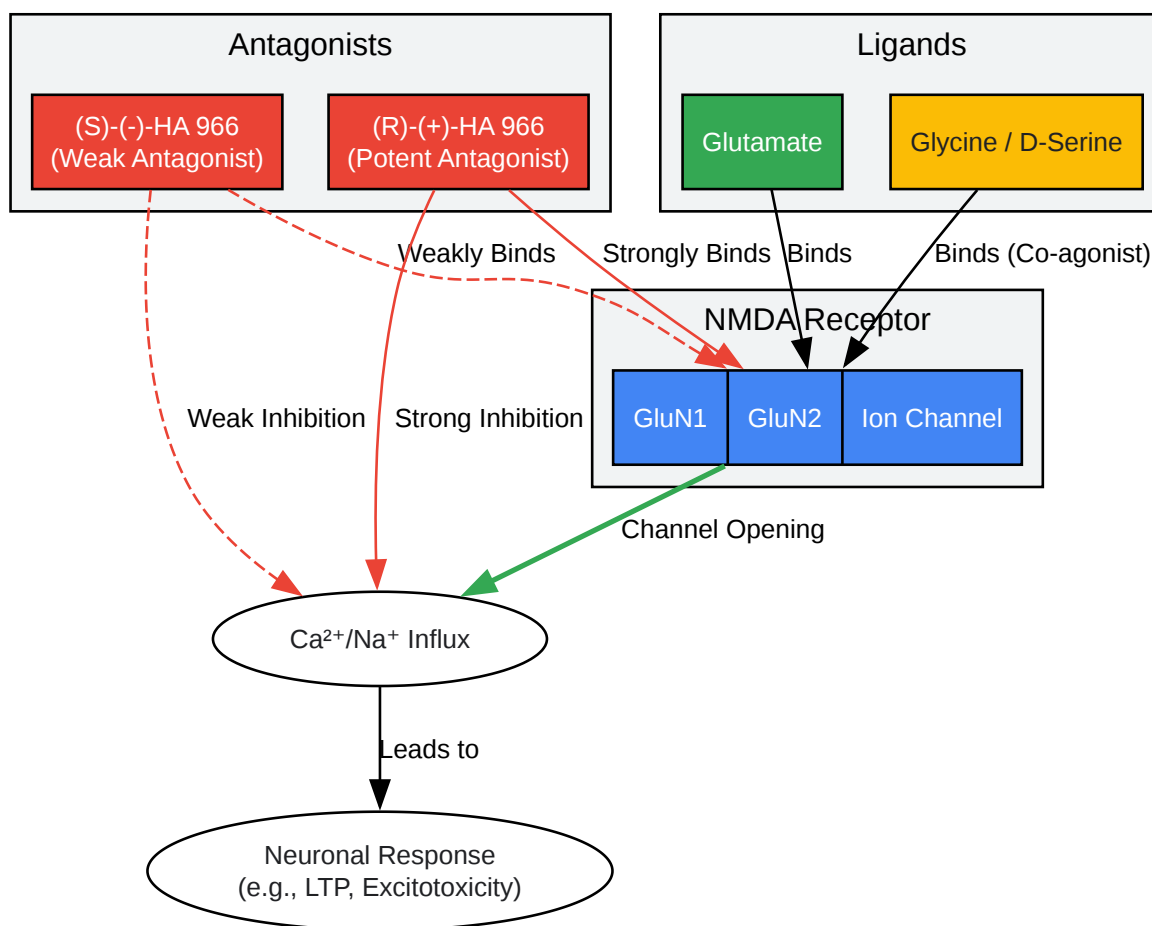 Antagonists
Ligands
(S)-(-)-HA 966
(Weak Antagonist)
(R)-(+)-HA 966
(Potent Antagonist)
Glutamate
Glycine / D-Serine
Weakly Binds
Strongly Binds
Binds
Binds (Co-agonist)
NMDA Receptor
GluN1
GluN2
Ion Channel
Weak Inhibition
Strong Inhibition
Channel Opening
Ca²⁺/Na⁺ Influx
Leads to
Neuronal Response
(e.g., LTP, Excitotoxicity)